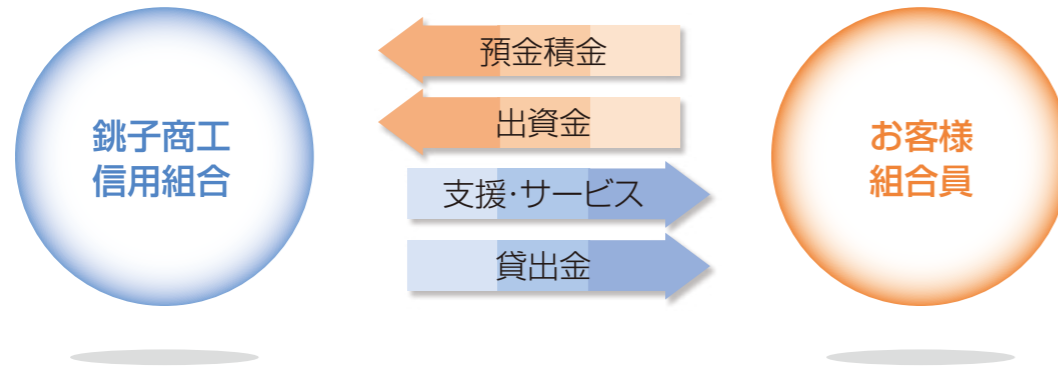 銚子商工
信用組合
預金積金
出資金
支援・サービス
貸出金
お客様
組合員